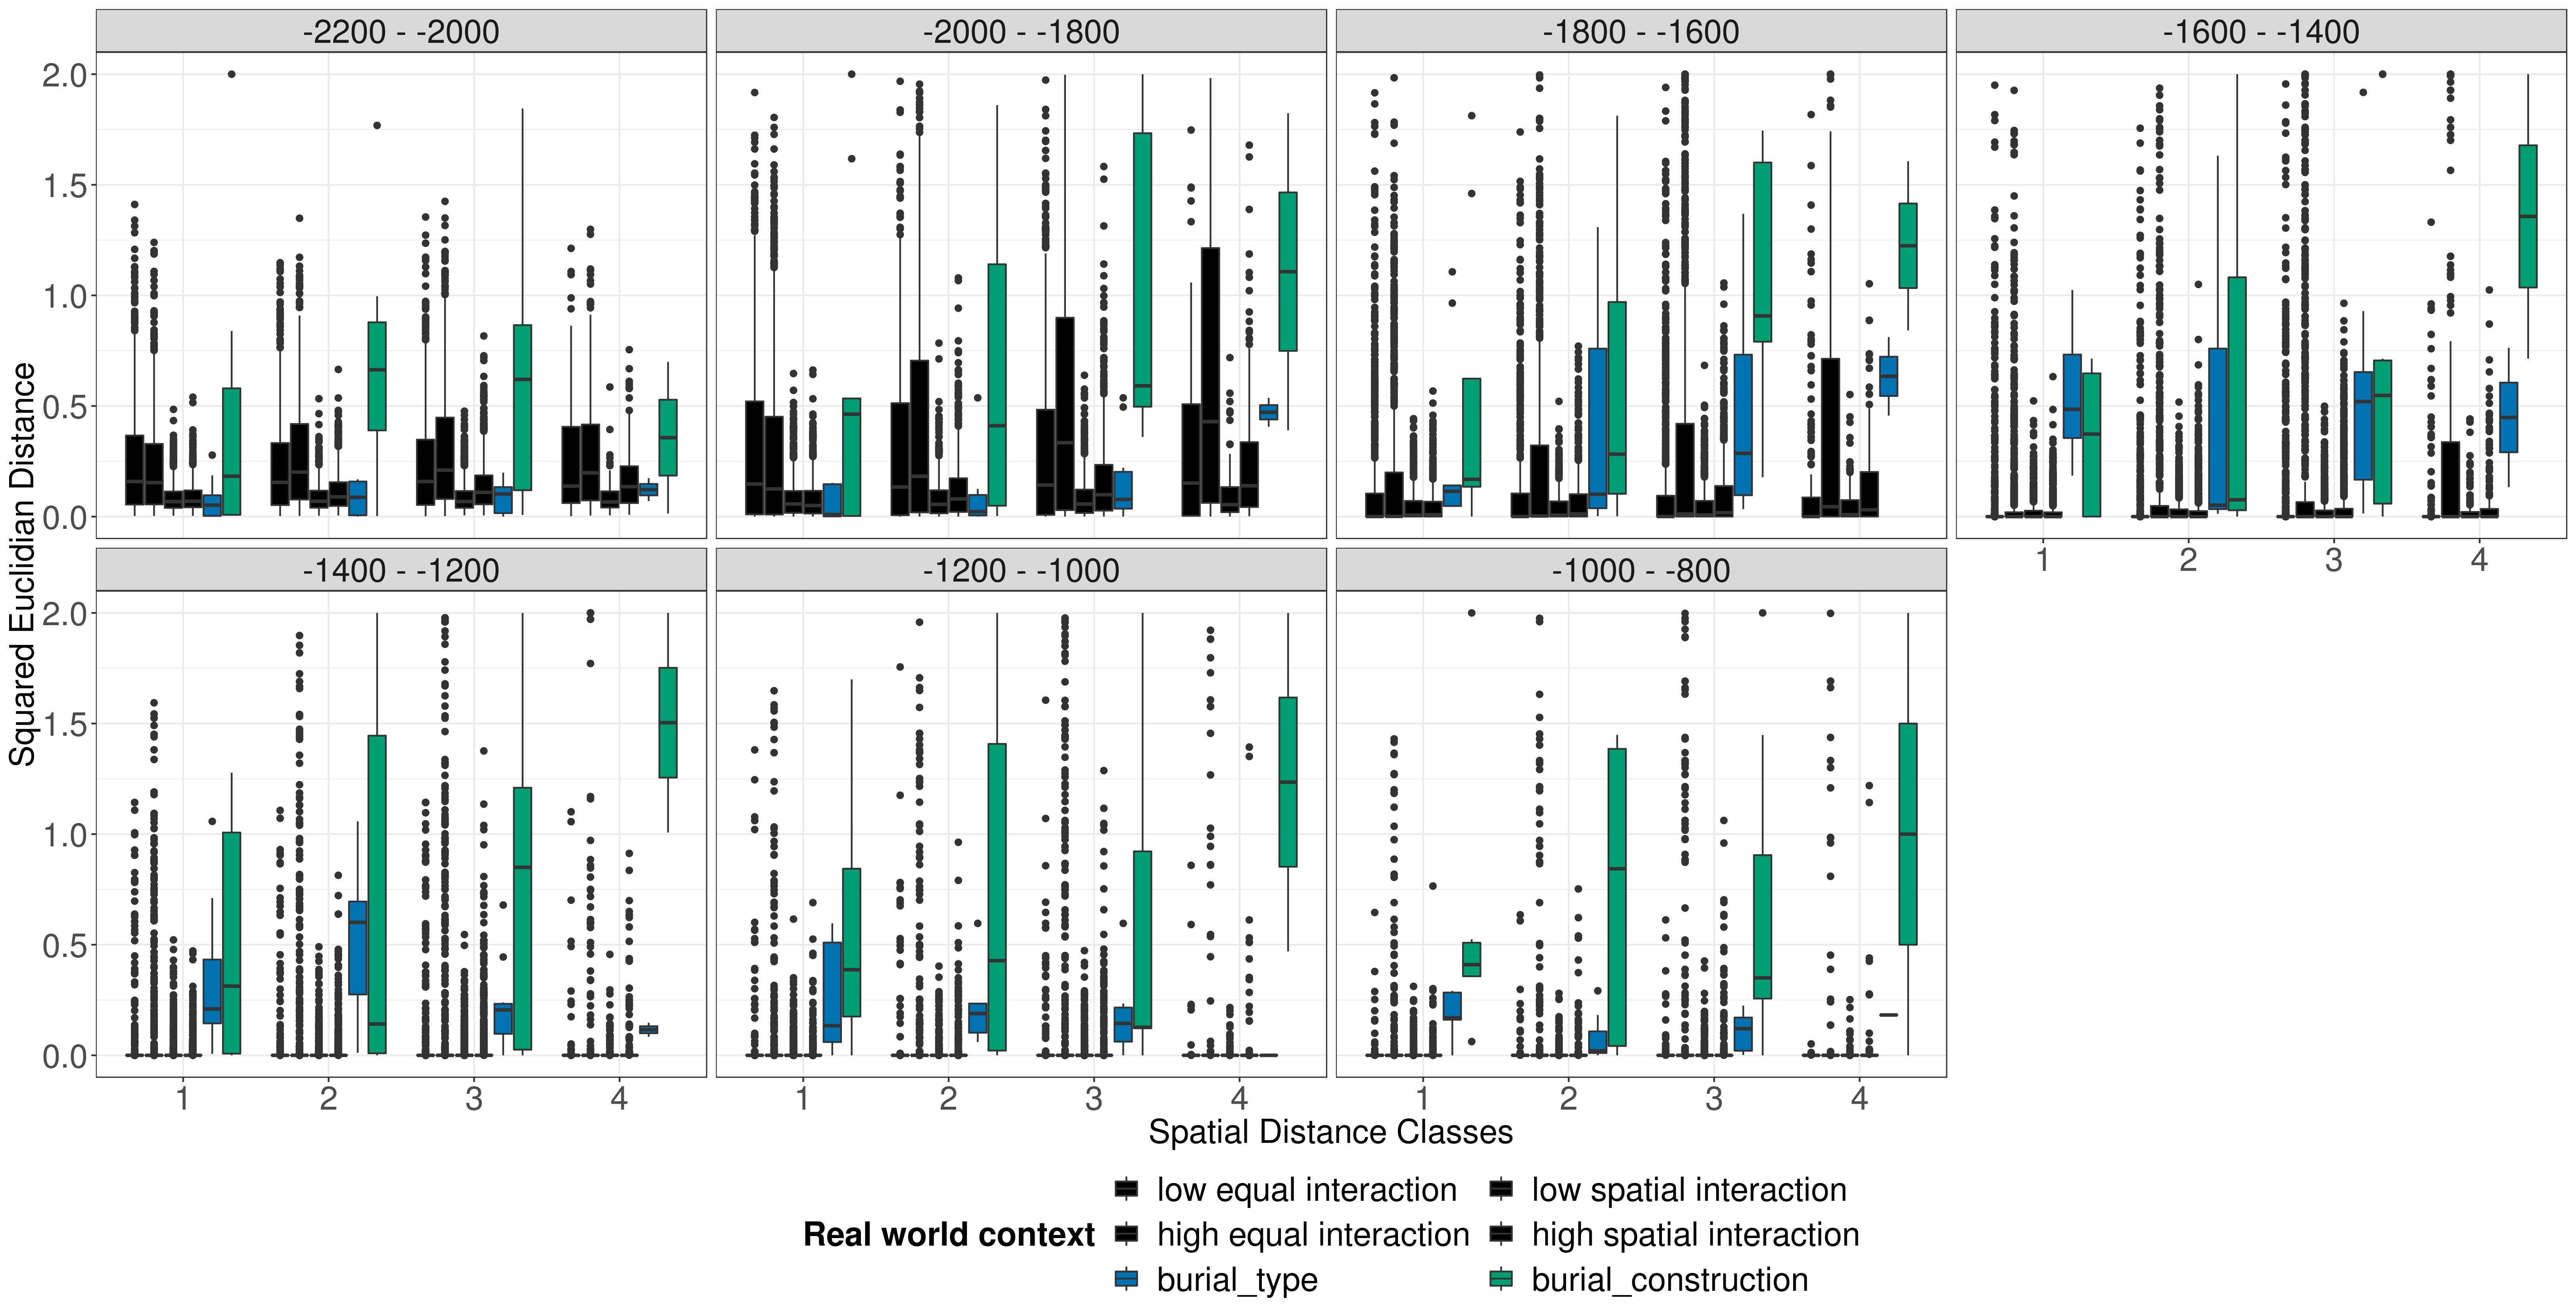 -2200 - -2000
-2000 - -1800
-1800 - -1600
-1600 - -1400
2.0
1.5
1.0
0.5
0.0
1 2 3 4
Squared Euclidian Distance
-1400 - -1200
-1200 - -1000
-1000 - -800
2.0
1.5
1.0
0.5
0.0
1 2 3 4
1 2 3 4
1 2 3 4
Spatial Distance Classes
Real world context
low equal interaction
high equal interaction
burial_type
low spatial interaction
high spatial interaction
burial_construction